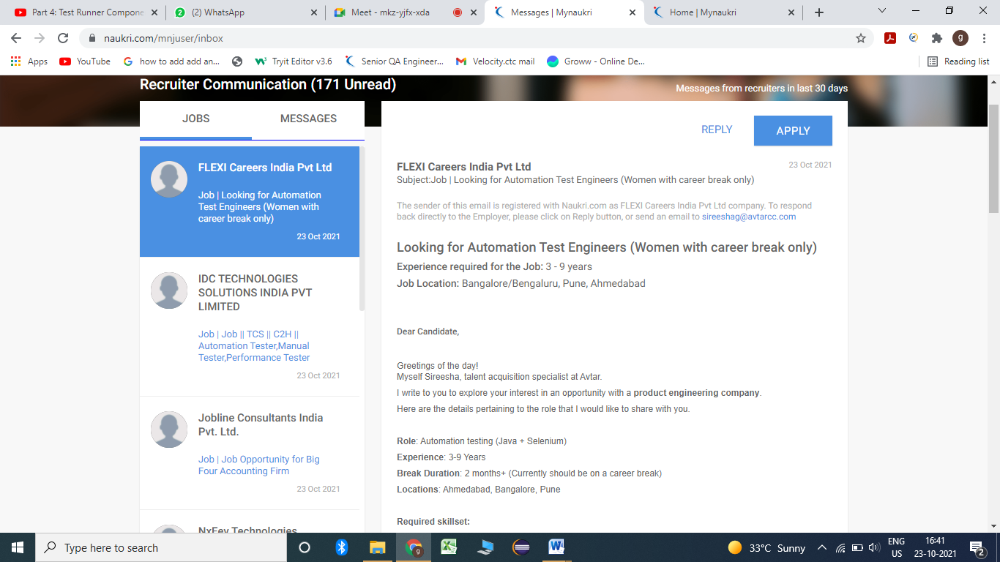 Part 4: Test Runner Compone
(2) WhatsApp
Meet - mkz-yjfx-xda
Messages | Mynaukri
Home | Mynaukri
naukri.com/mnjuser/inbox
g
Apps
YouTube
how to add add an...
Tryit Editor v3.6
Senior QA Engineer...
Velocity.ctc mail
Groww - Online De...
Reading list
Recruiter Communication (171 Unread)
Messages from recruiters in last 30 days
JOBS
MESSAGES
FLEXI Careers India Pvt Ltd
Job | Looking for Automation
Test Engineers (Women with
career break only)
23 Oct 2021
IDC TECHNOLOGIES
SOLUTIONS INDIA PVT
LIMITED
Job | Job || TCS || C2H ||
Automation Tester,Manual
Tester,Performance Tester
23 Oct 2021
Jobline Consultants India
Pvt. Ltd.
Job | Job Opportunity for Big
Four Accounting Firm
23 Oct 2021
NxFev Technologies
REPLY
APPLY
FLEXI Careers India Pvt Ltd
23 Oct 2021
Subject:Job | Looking for Automation Test Engineers (Women with career break only)
The sender of this email is registered with Naukri.com as FLEXI Careers India Pvt Ltd company. To respond
back directly to the Employer, please click on Reply button, or send an email to sireeshag@avtarcc.com
Looking for Automation Test Engineers (Women with career break only)
Experience required for the Job: 3 - 9 years
Job Location: Bangalore/Bengaluru, Pune, Ahmedabad
Dear Candidate,
Greetings of the day!
Myself Sireesha, talent acquisition specialist at Avtar.
I write to you to explore your interest in an opportunity with a product engineering company.
Here are the details pertaining to the role that I would like to share with you.
Role: Automation testing (Java + Selenium)
Experience: 3-9 Years
Break Duration: 2 months+ (Currently should be on a career break)
Locations: Ahmedabad, Bangalore, Pune
Required skillset:
Type here to search
33°C Sunny
ENG
US
16:41
23-10-2021
2